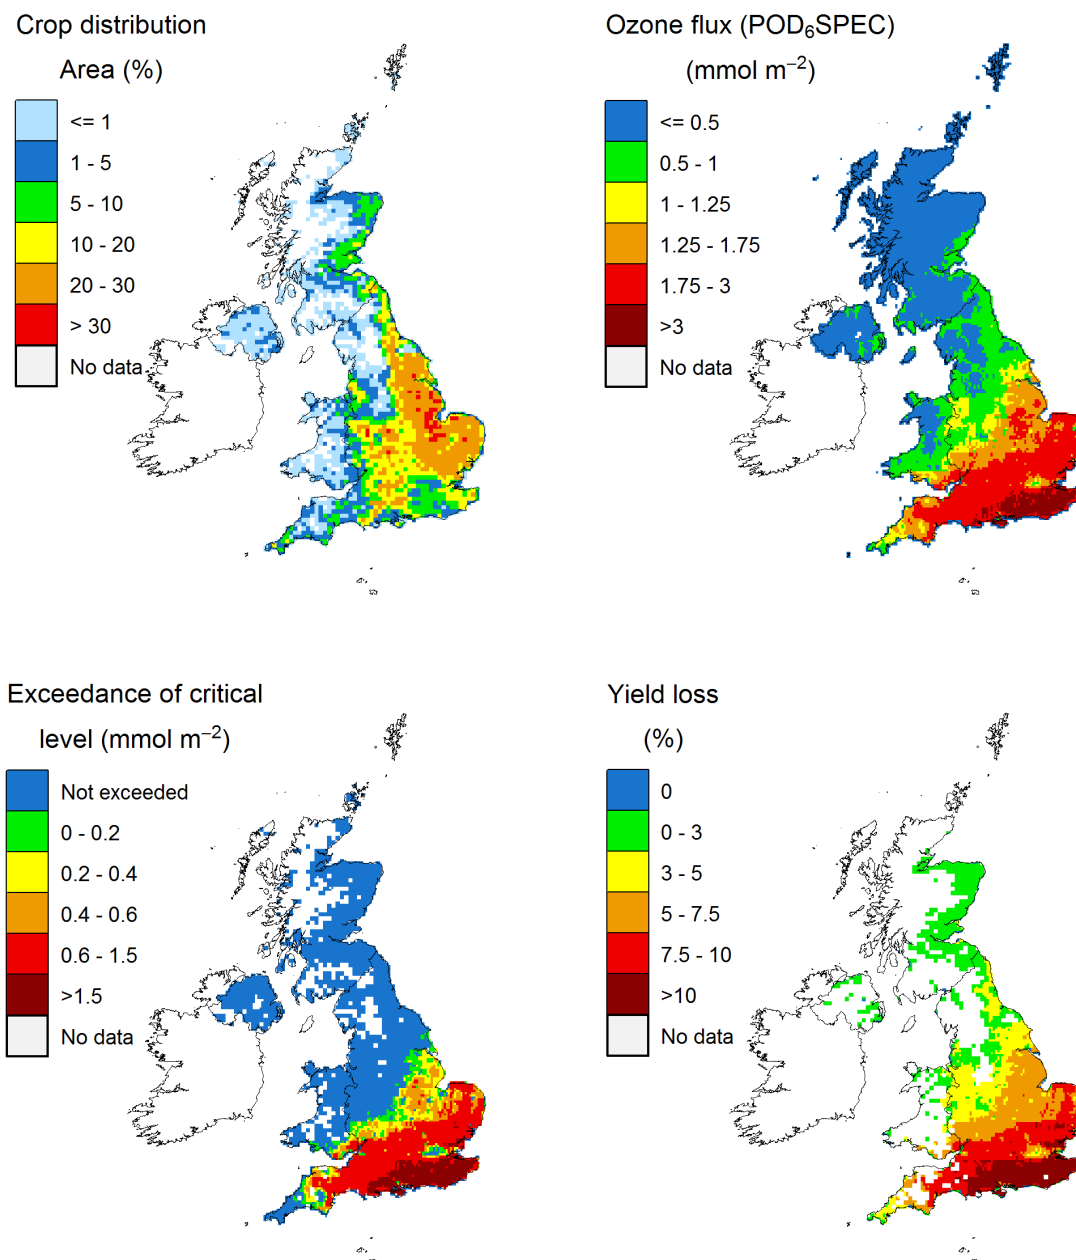 Crop distribution
Area (%)
<= 1
1 - 5
5 - 10
10 - 20
20 - 30
> 30
No data
Ozone flux (POD₆SPEC)
(mmol m⁻²)
<= 0.5
0.5 - 1
1 - 1.25
1.25 - 1.75
1.75 - 3
>3
No data
Exceedance of critical
level (mmol m⁻²)
Not exceeded
0 - 0.2
0.2 - 0.4
0.4 - 0.6
0.6 - 1.5
>1.5
No data
Yield loss
(%)
0
0 - 3
3 - 5
5 - 7.5
7.5 - 10
>10
No data